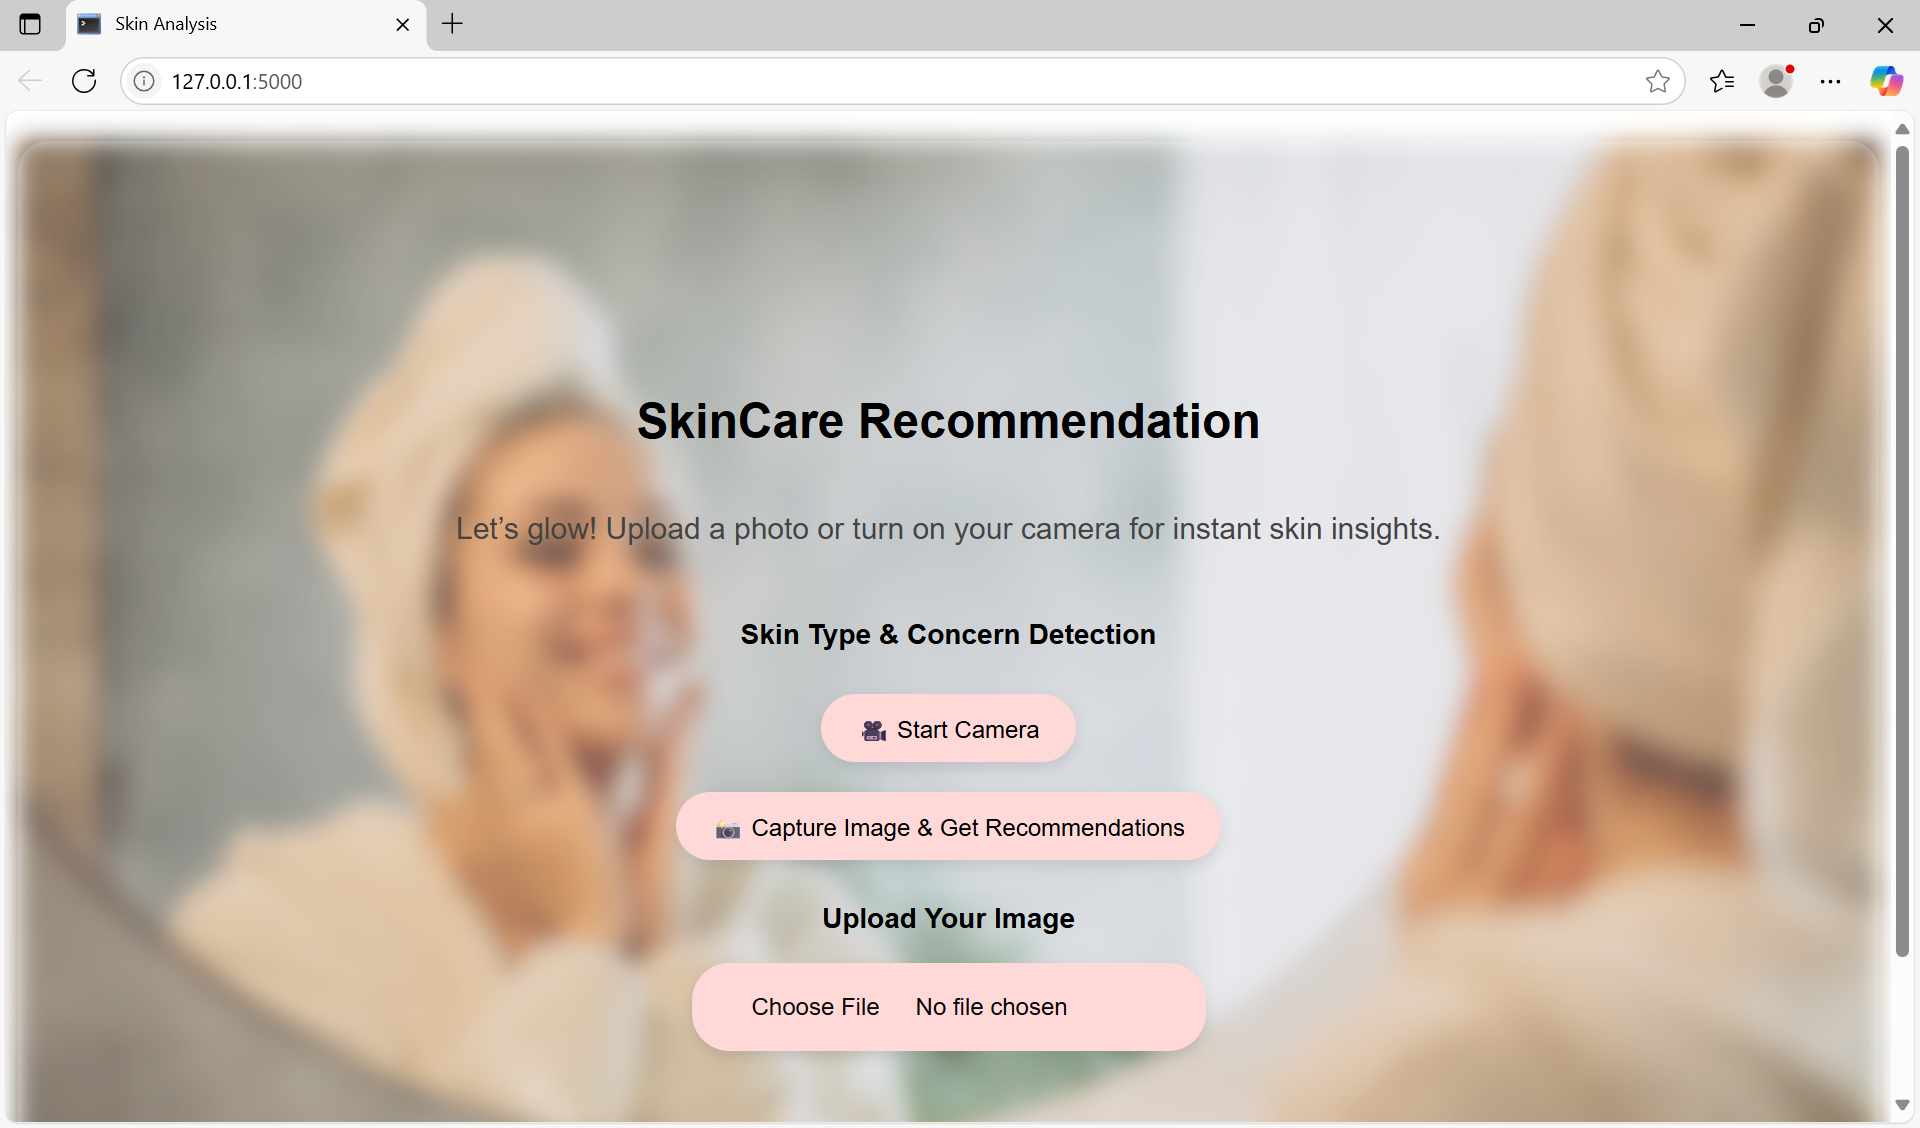 Skin Analysis
127.0.0.1:5000
SkinCare Recommendation
Let’s glow! Upload a photo or turn on your camera for instant skin insights.
Skin Type & Concern Detection
Start Camera
Capture Image & Get Recommendations
Upload Your Image
Choose File No file chosen